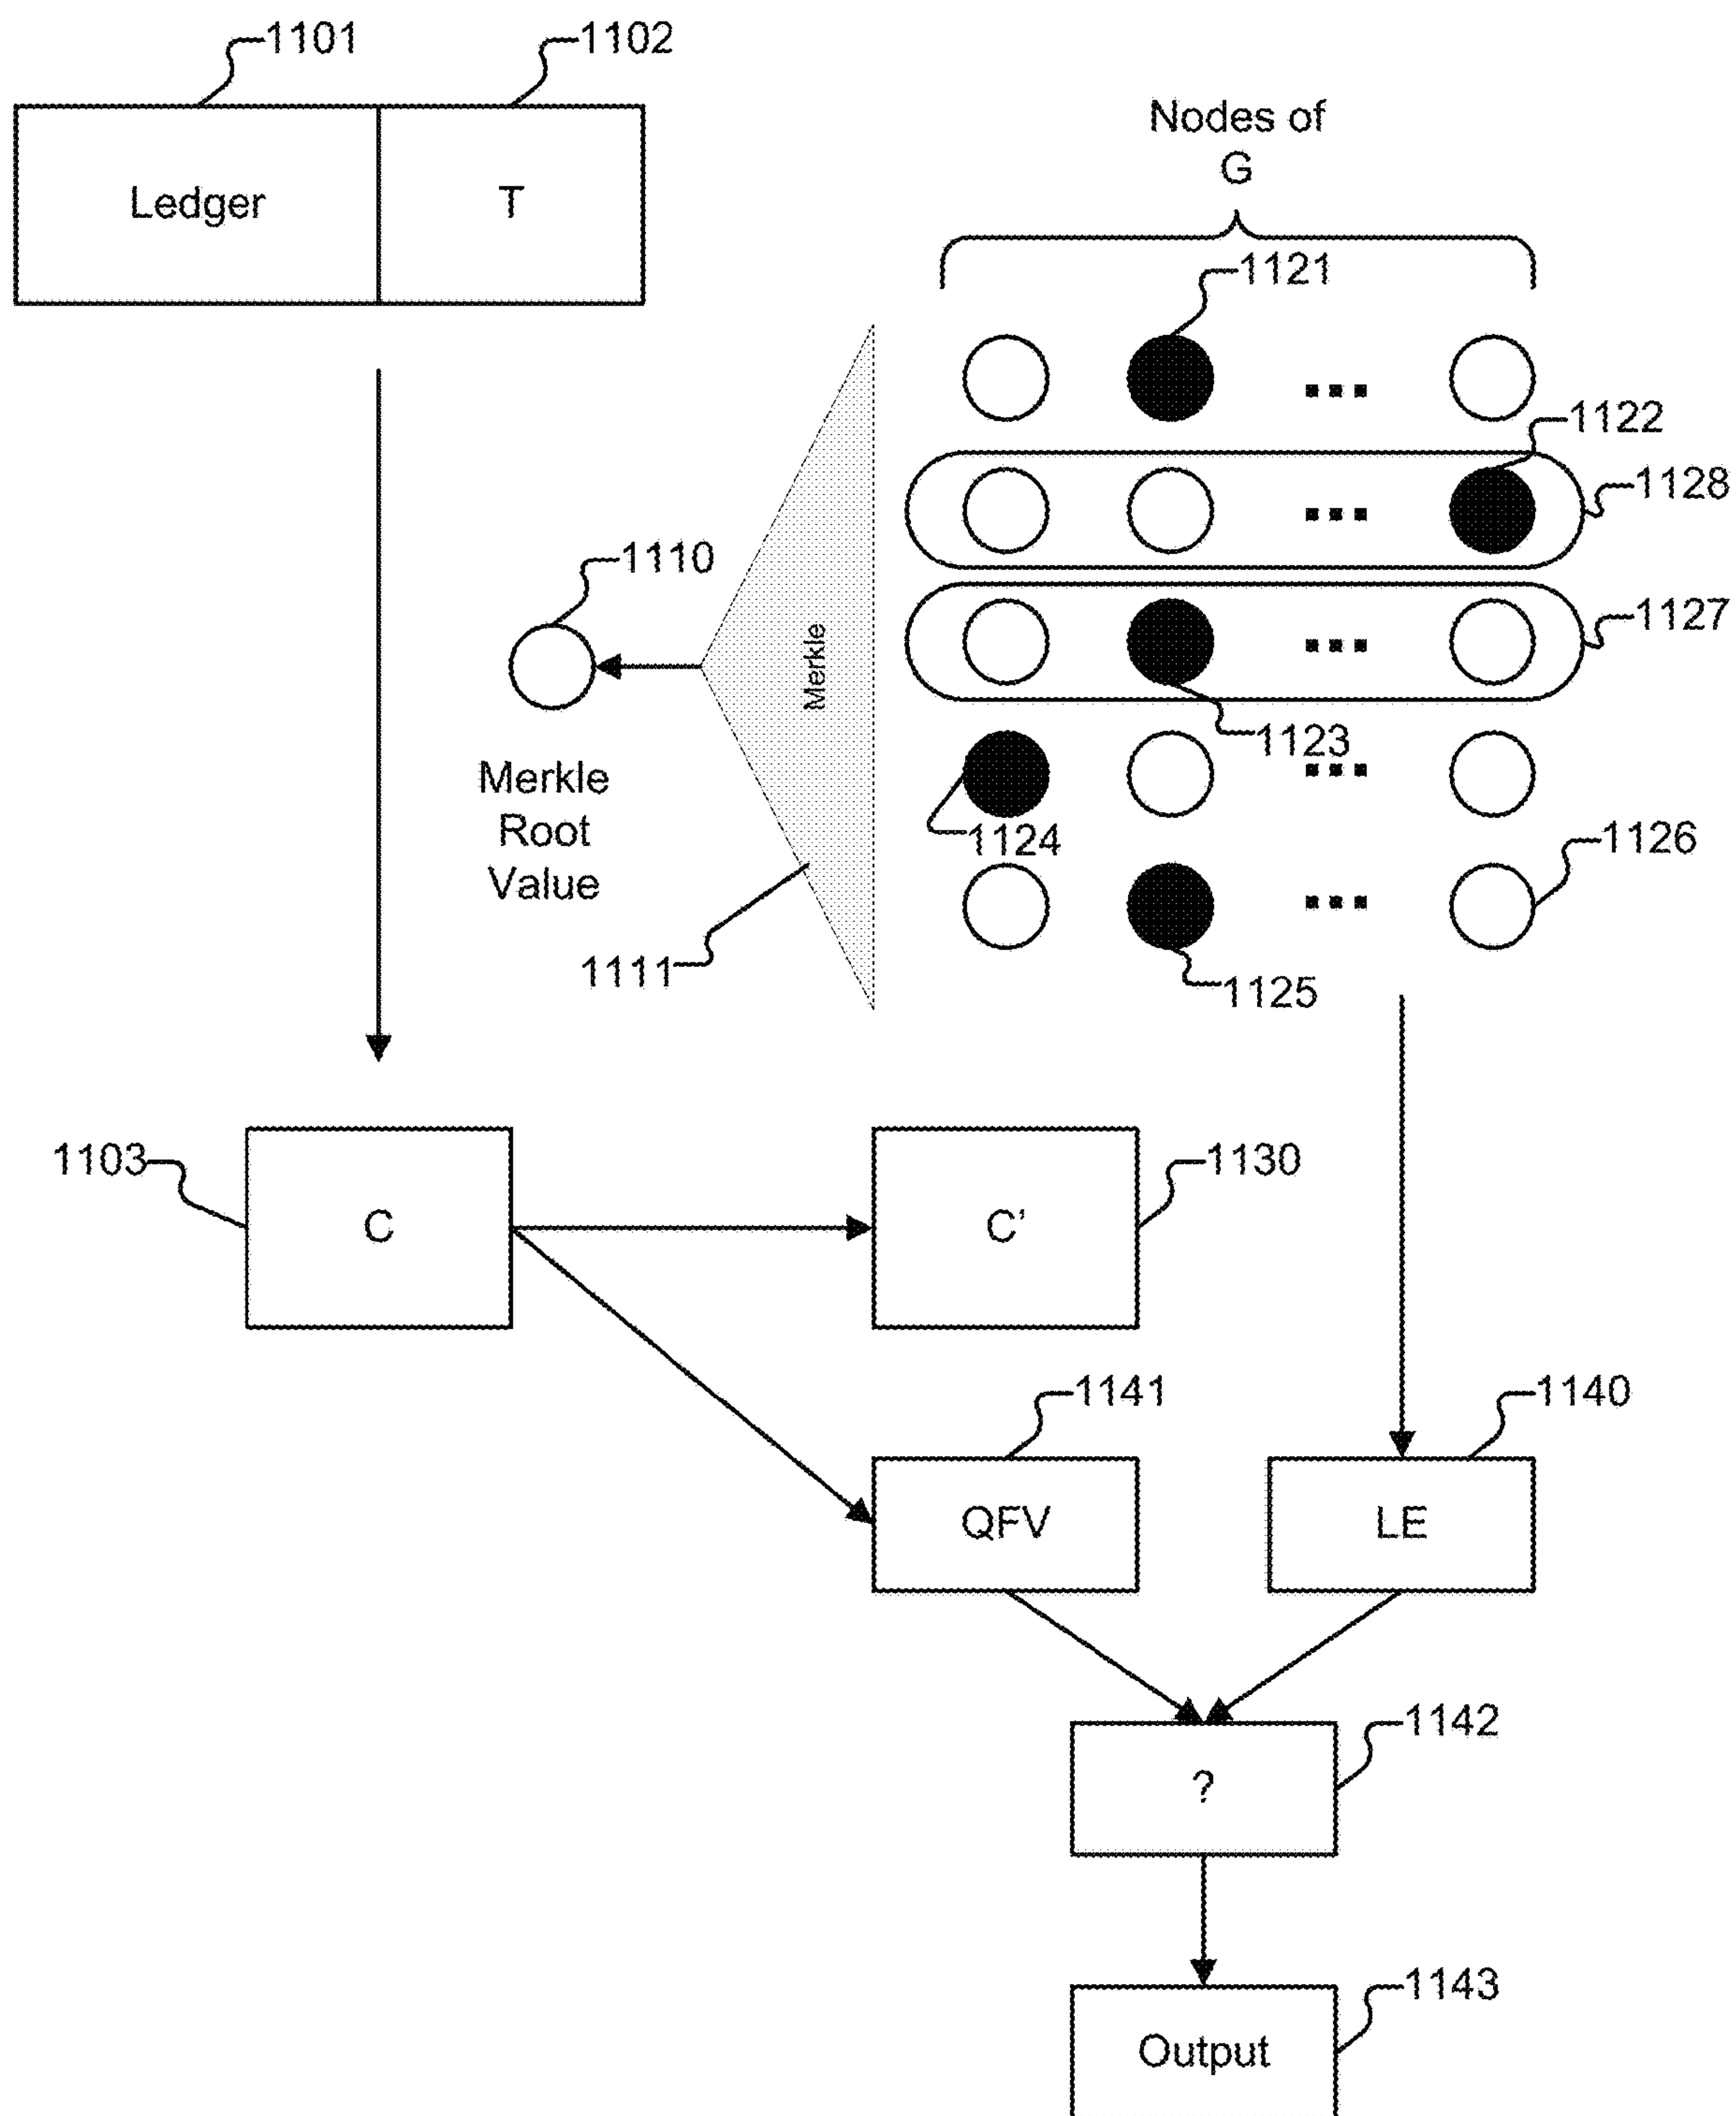 1101
1102
Ledger
T
Nodes of
G
1121
1122
1128
1110
1127
Merkle
1123
Merkle
Root
Value
1124
1126
1111
1125
1103
C
C’
1130
1141
1140
QFV
LE
1142
?
1143
Output